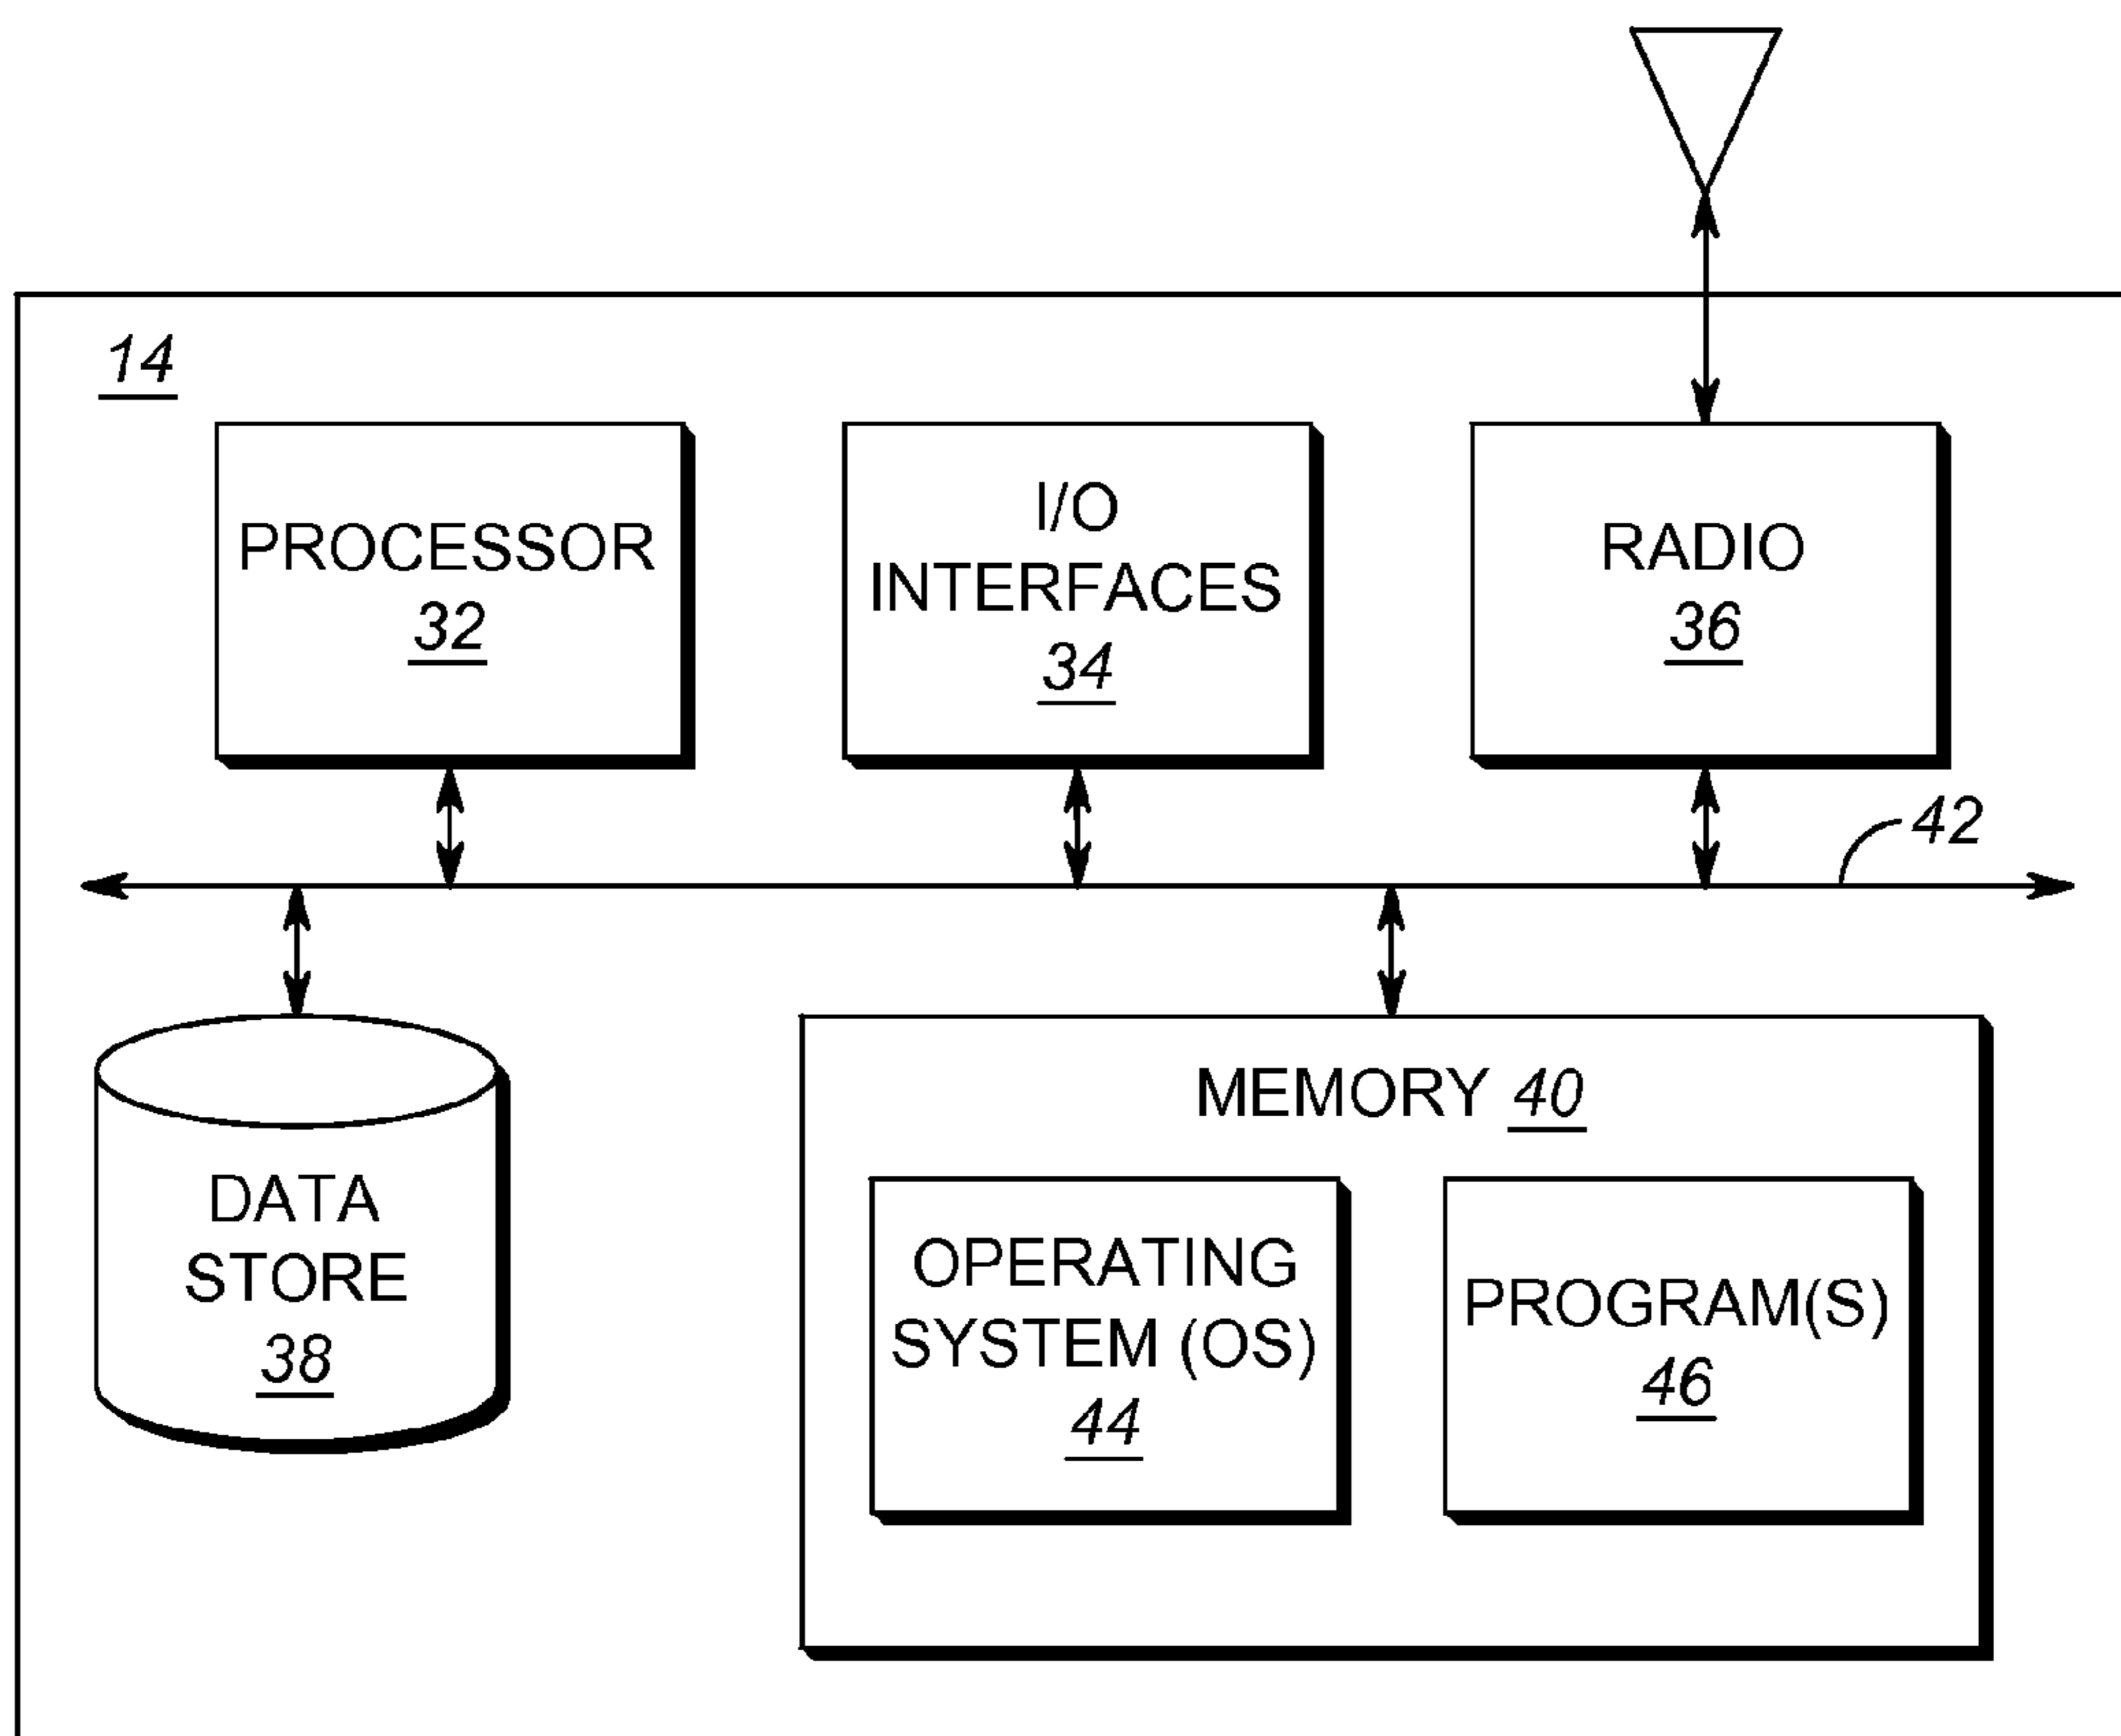 14
PROCESSOR
32
I/O
INTERFACES
34
RADIO
36
42
DATA
STORE
38
MEMORY 40
OPERATING
SYSTEM (OS)
44
PROGRAM(S)
46